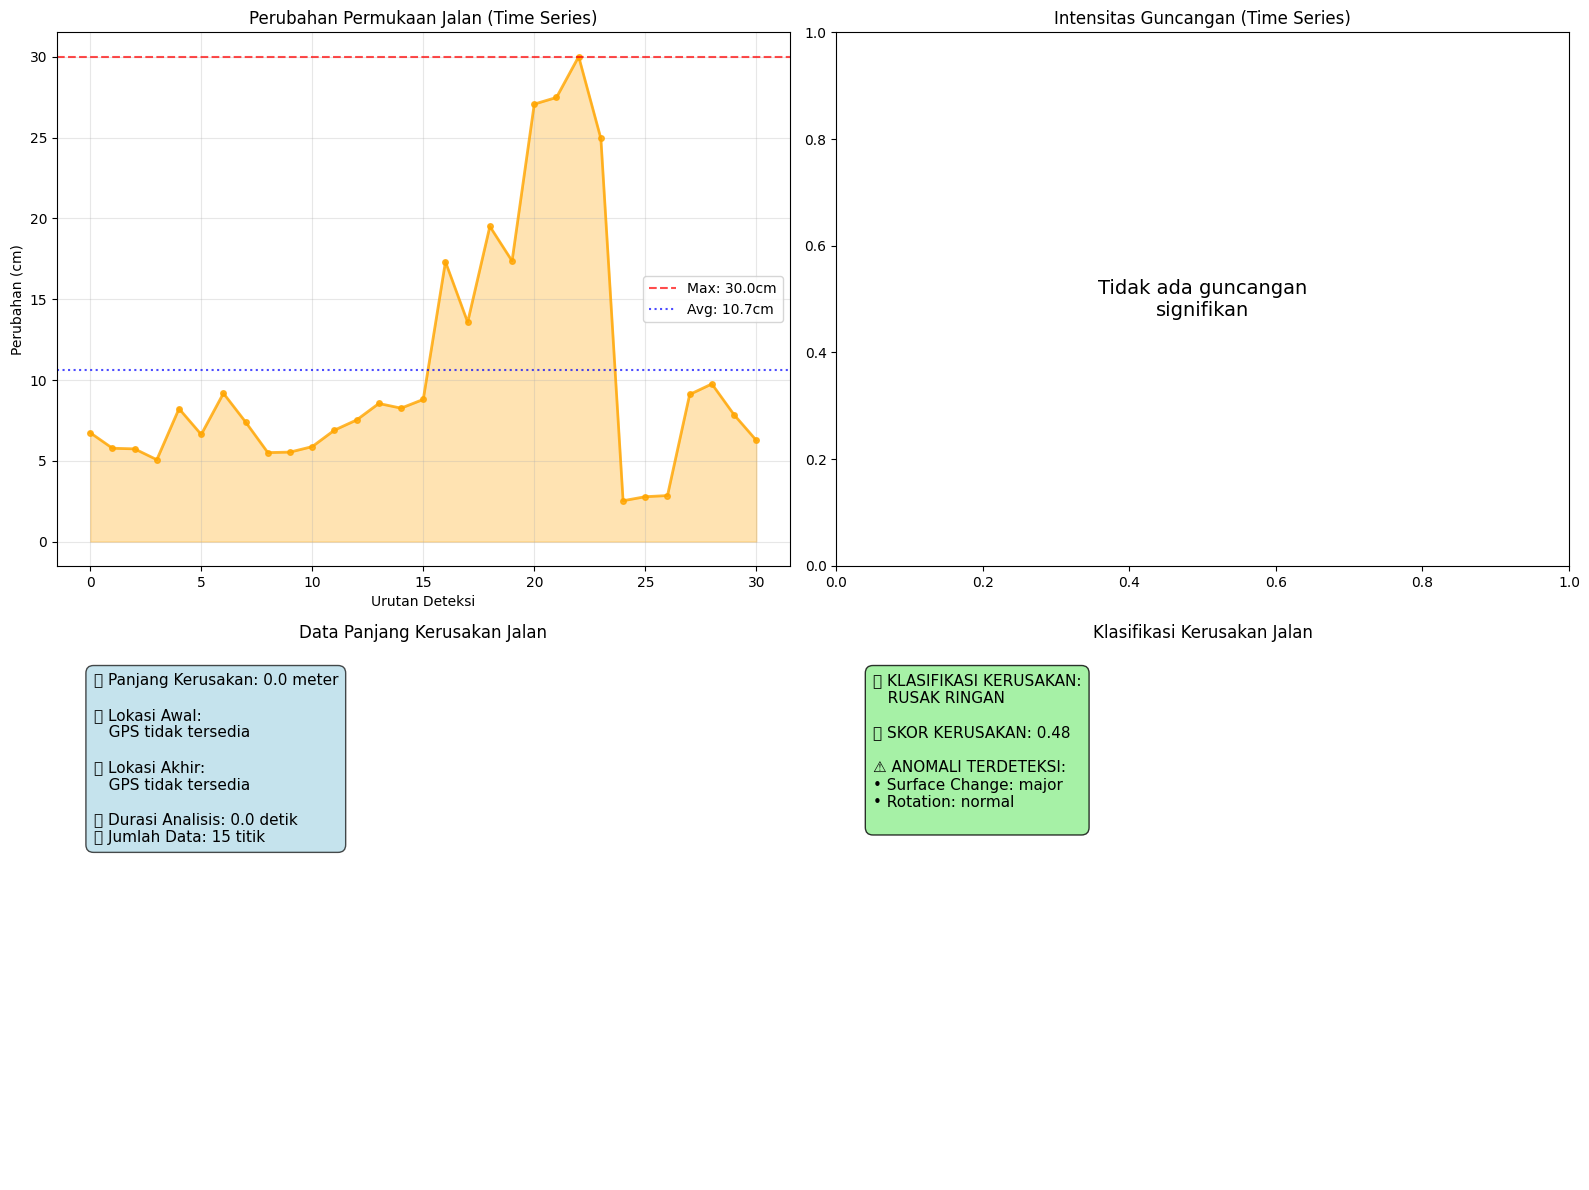 Perubahan Permukaan Jalan (Time Series)
Perubahan (cm)
30
25
20
15
10
5
0
Max: 30.0cm
Avg: 10.7cm
0 5 10 15 20 25 30
Urutan Deteksi
Intensitas Guncangan (Time Series)
1.0
0.8
0.6
0.4
0.2
0.0
Tidak ada guncangan
signifikan
0.0 0.2 0.4 0.6 0.8 1.0
Data Panjang Kerusakan Jalan
Panjang Kerusakan: 0.0 meter
Lokasi Awal:
GPS tidak tersedia
Lokasi Akhir:
GPS tidak tersedia
Durasi Analisis: 0.0 detik
Jumlah Data: 15 titik
Klasifikasi Kerusakan Jalan
KLASIFIKASI KERUSAKAN:
RUSAK RINGAN
SKOR KERUSAKAN: 0.48
⚠ ANOMALI TERDETEKSI:
• Surface Change: major
• Rotation: normal